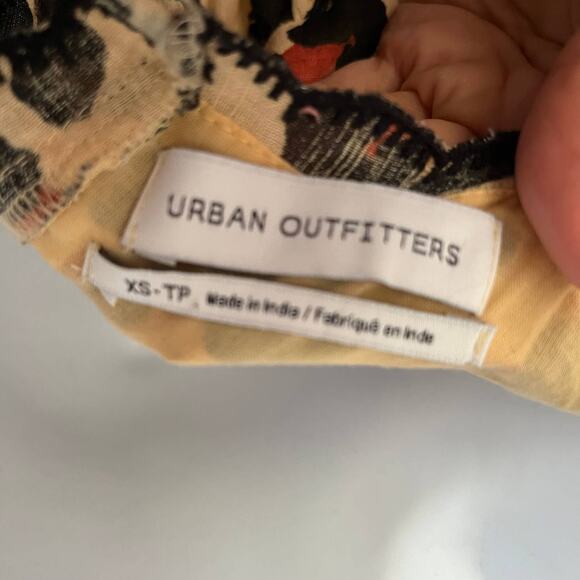 URBAN OUTFITTERS
XS-TP Made in India / Fabriqué en Inde